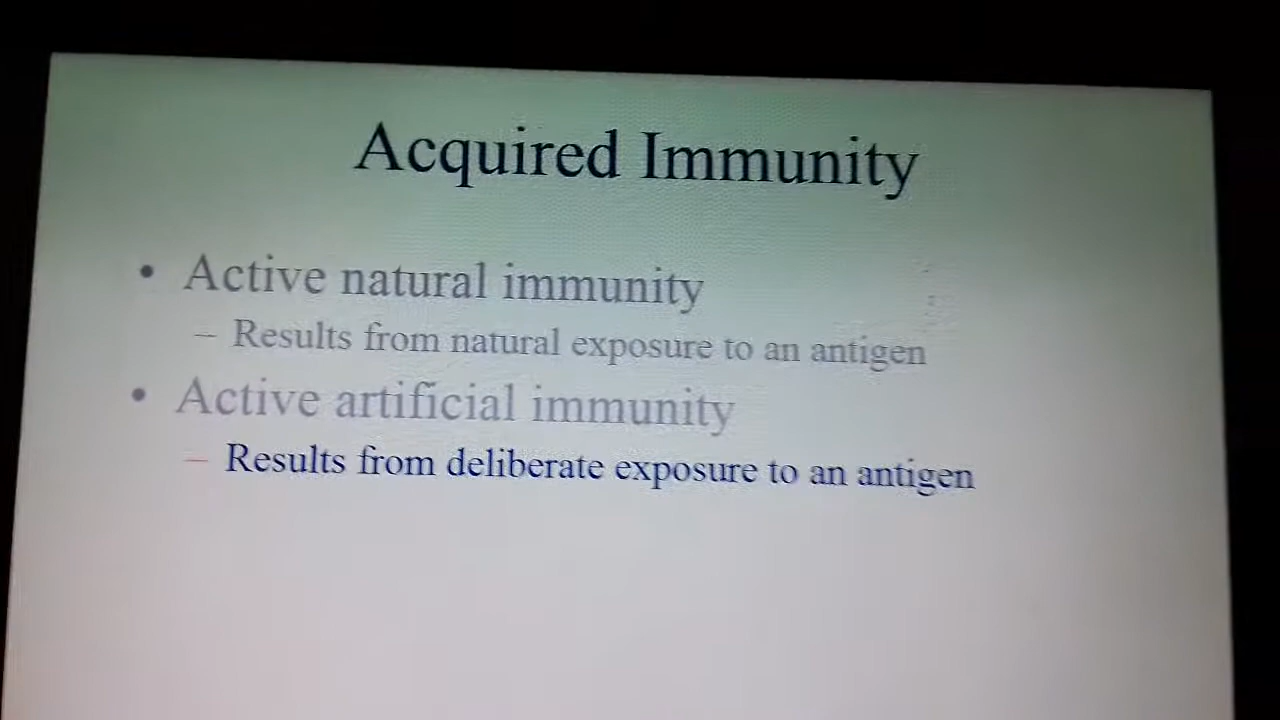 Acquired Immunity
• Active natural immunity
– Results from natural exposure to an antigen
• Active artificial immunity
– Results from deliberate exposure to an antigen